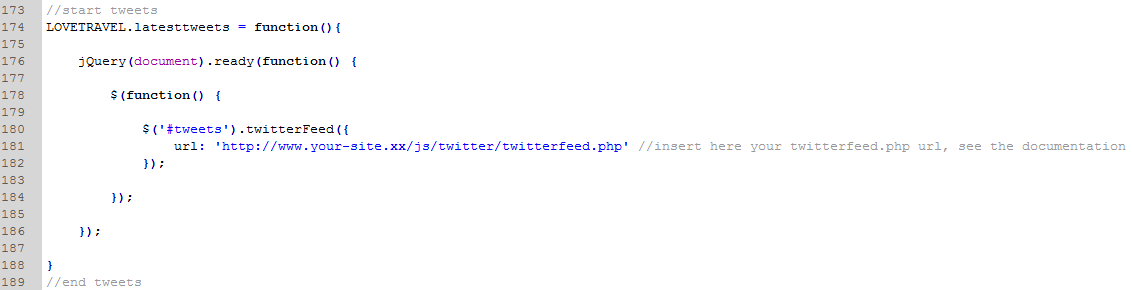 173 //start tweets
174 LOVETRAVEL.latesttweets = function(){
175
176 jQuery(document).ready(function() {
177
178 $(function() {
179
180 $('#tweets').twitterFeed({
181 url: 'http://www.your-site.xx/js/twitter/twitterfeed.php' //insert here your twitterfeed.php url, see the documentation
182 });
183
184 });
185
186 });
187
188 }
189 //end tweets